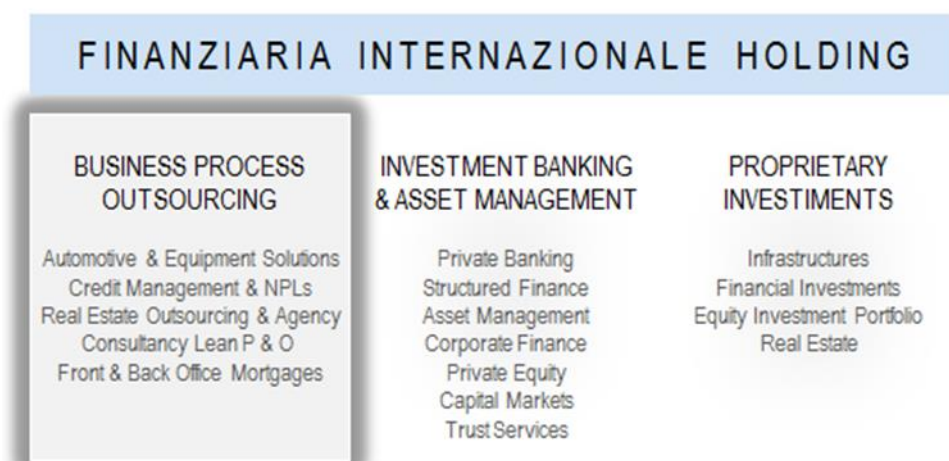 FINANZIARIA INTERNAZIONALE HOLDING
BUSINESS PROCESS
OUTSOURCING
Automotive & Equipment Solutions
Credit Management & NPLs
Real Estate Outsourcing & Agency
Consultancy Lean P & O
Front & Back Office Mortgages
INVESTMENT BANKING
& ASSET MANAGEMENT
Private Banking
Structured Finance
Asset Management
Corporate Finance
Private Equity
Capital Markets
Trust Services
PROPRIETARY
INVESTIMENTS
Infrastructures
Financial Investments
Equity Investment Portfolio
Real Estate